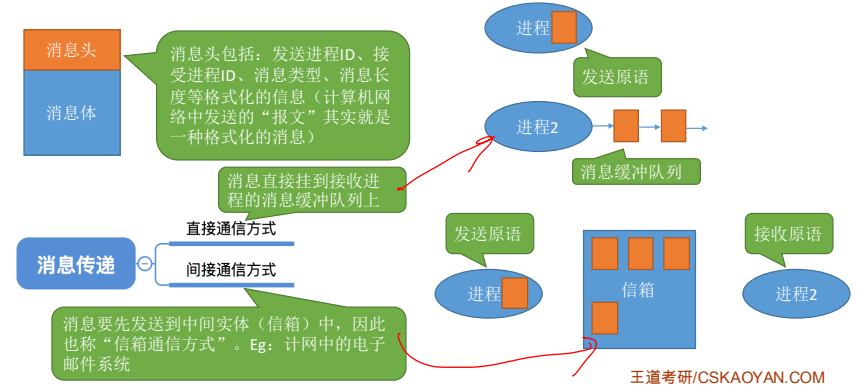 消息头
消息体
消息头包括：发送进程ID、接
受进程ID、消息类型、消息长
度等格式化的信息（计算机网
络中发送的“报文”其实就是
一种格式化的消息）
进程
发送原语
进程2
消息缓冲队列
消息直接挂到接收进
程的消息缓冲队列上
直接通信方式
消息传递
间接通信方式
消息要先发送到中间实体（信箱）中，因此
也称“信箱通信方式”。Eg：计网中的电子
邮件系统
发送原语
进程
信箱
接收原语
进程2
王道考研/CSKAOYAN.COM